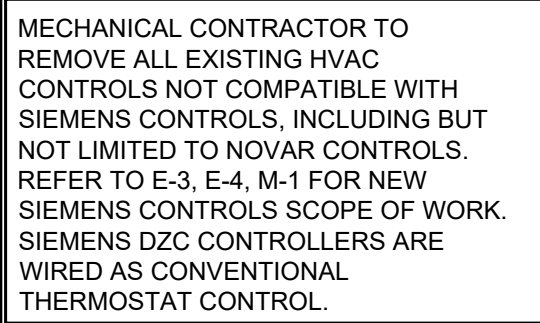 MECHANICAL CONTRACTOR TO
REMOVE ALL EXISTING HVAC
CONTROLS NOT COMPATIBLE WITH
SIEMENS CONTROLS, INCLUDING BUT
NOT LIMITED TO NOVAR CONTROLS.
REFER TO E-3, E-4, M-1 FOR NEW
SIEMENS CONTROLS SCOPE OF WORK.
SIEMENS DZC CONTROLLERS ARE
WIRED AS CONVENTIONAL
THERMOSTAT CONTROL.